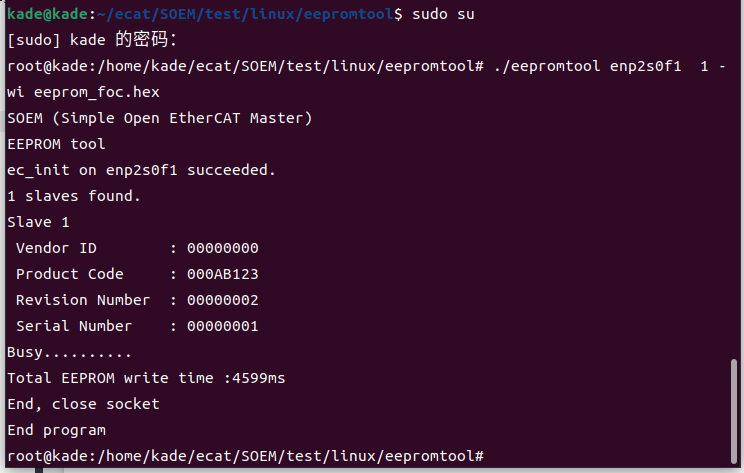 kade@kade:~/ecat/SOEM/test/linux/eepromtool$ sudo su
[sudo] kade 的密码：
root@kade:/home/kade/ecat/SOEM/test/linux/eepromtool# ./eepromtool enp2s0f1  1 -
wi eeprom_foc.hex
SOEM (Simple Open EtherCAT Master)
EEPROM tool
ec_init on enp2s0f1 succeeded.
1 slaves found.
Slave 1
 Vendor ID        : 00000000
 Product Code     : 000AB123
 Revision Number  : 00000002
 Serial Number    : 00000001
Busy..........
Total EEPROM write time :4599ms
End, close socket
End program
root@kade:/home/kade/ecat/SOEM/test/linux/eepromtool#